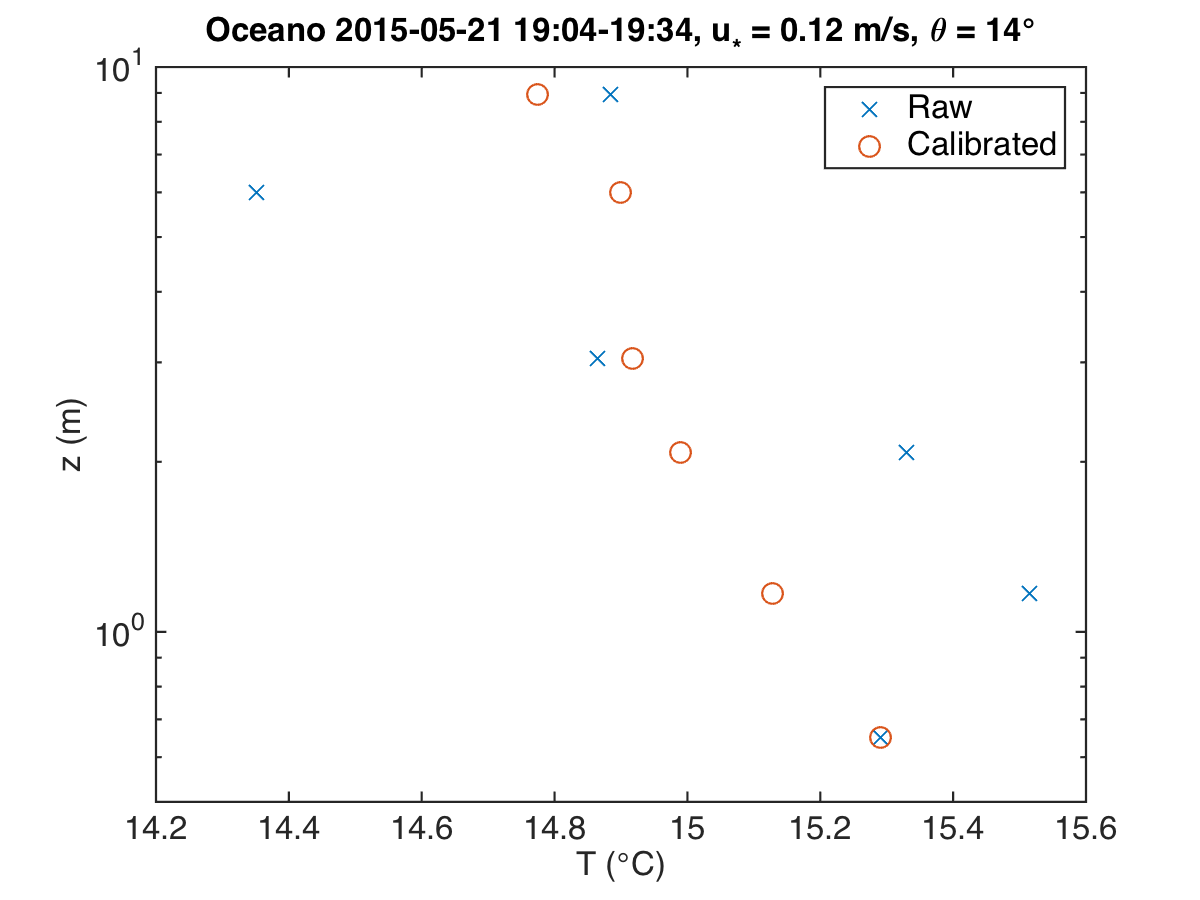 Oceano 2015-05-21 19:04-19:34, u* = 0.12 m/s, θ = 14°
10¹
Raw
Calibrated
z (m)
10⁰
14.2 14.4 14.6 14.8 15 15.2 15.4 15.6
T (°C)